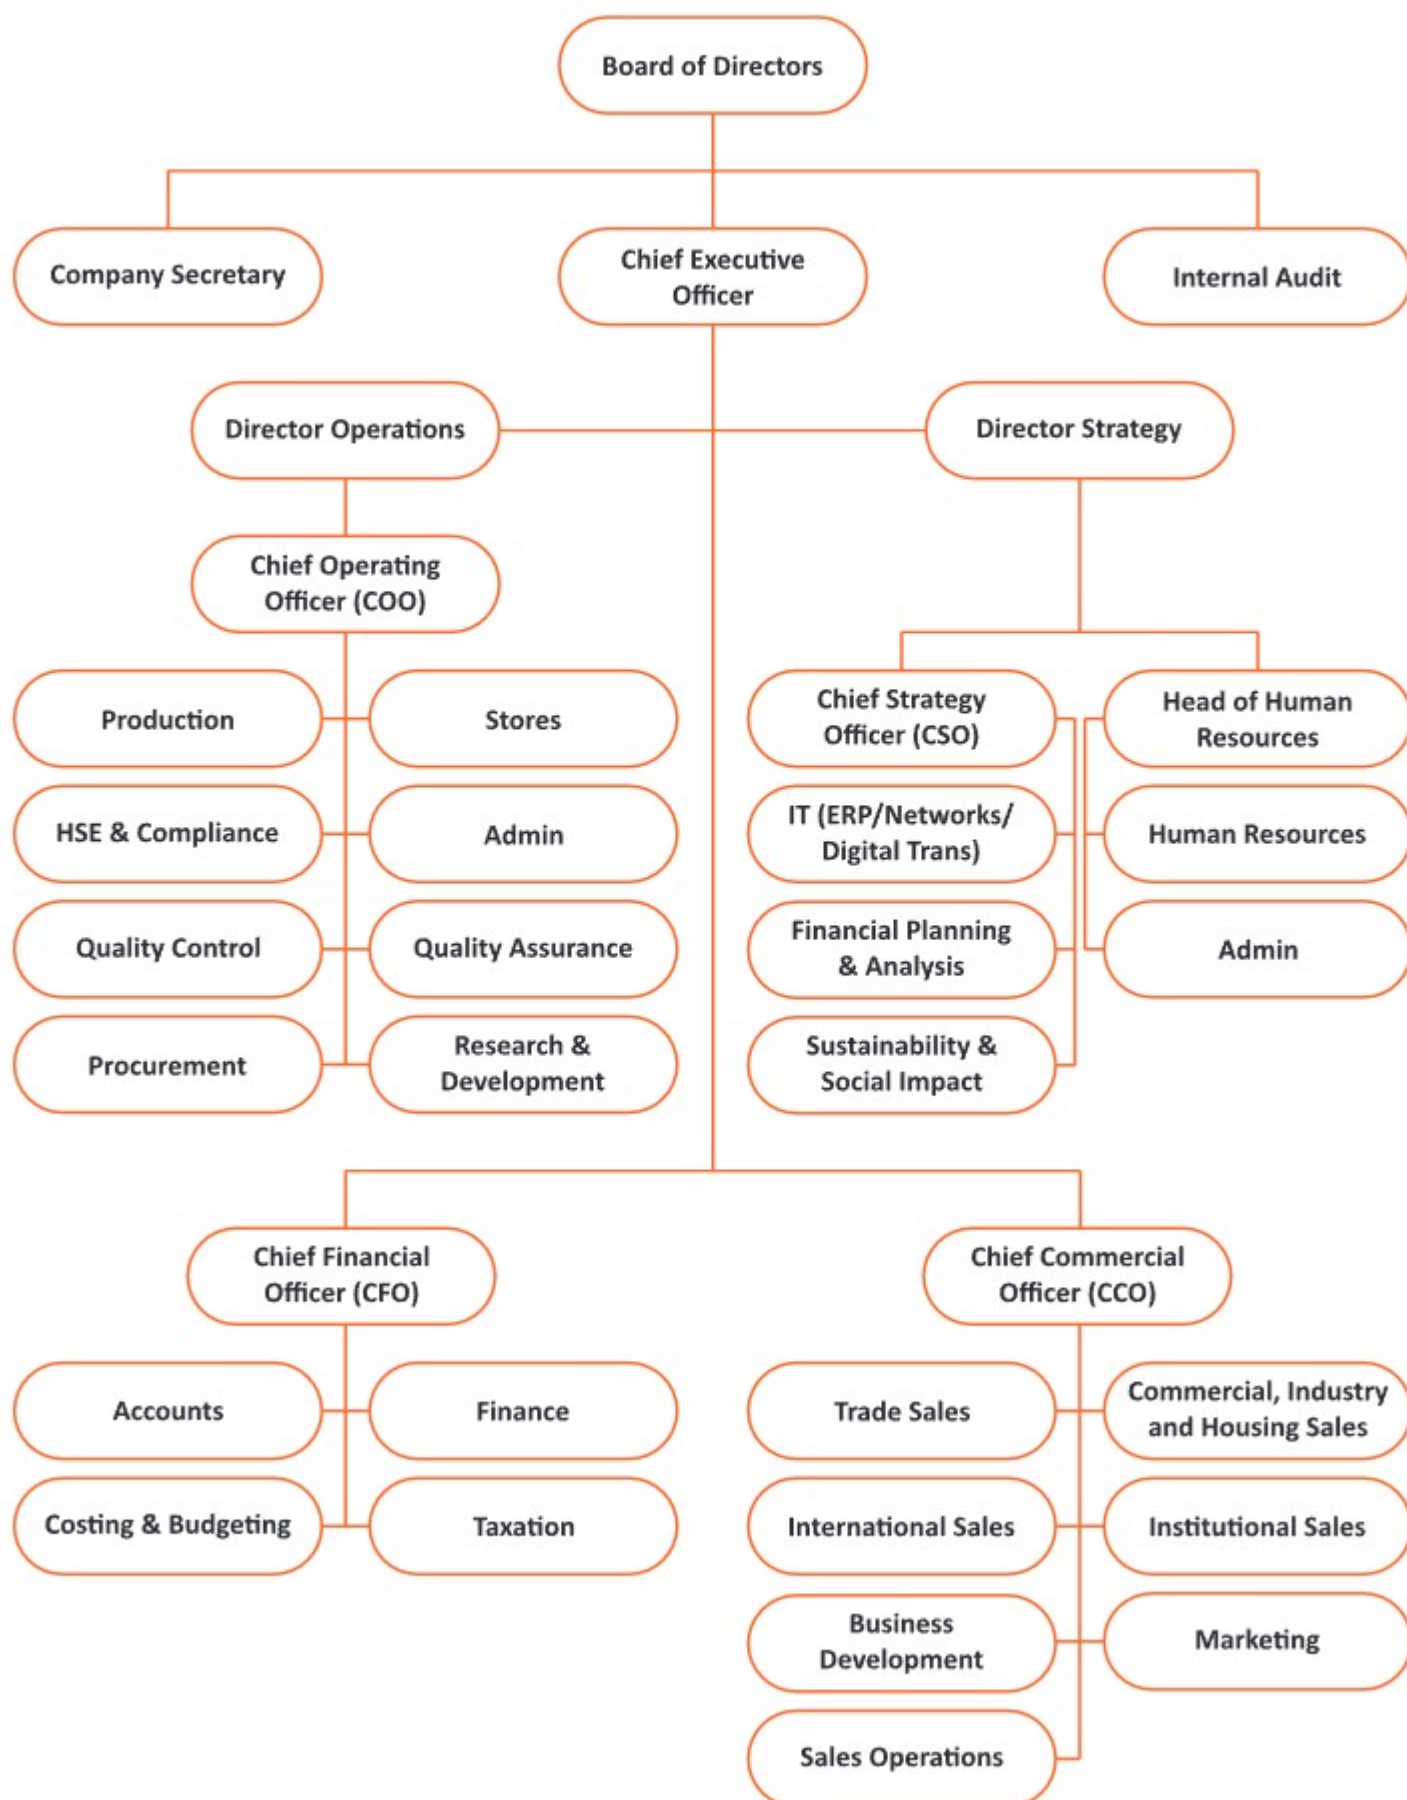 Board of Directors
Company Secretary
Chief Executive
Officer
Internal Audit
Director Operations
Director Strategy
Chief Operating
Officer (COO)
Production
Stores
HSE & Compliance
Admin
Quality Control
Quality Assurance
Procurement
Research &
Development
Chief Strategy
Officer (CSO)
Head of Human
Resources
IT (ERP/Networks/
Digital Trans)
Human Resources
Financial Planning
& Analysis
Admin
Sustainability &
Social Impact
Chief Financial
Officer (CFO)
Chief Commercial
Officer (CCO)
Accounts
Finance
Costing & Budgeting
Taxation
Trade Sales
Commercial, Industry
and Housing Sales
International Sales
Institutional Sales
Business
Development
Marketing
Sales Operations